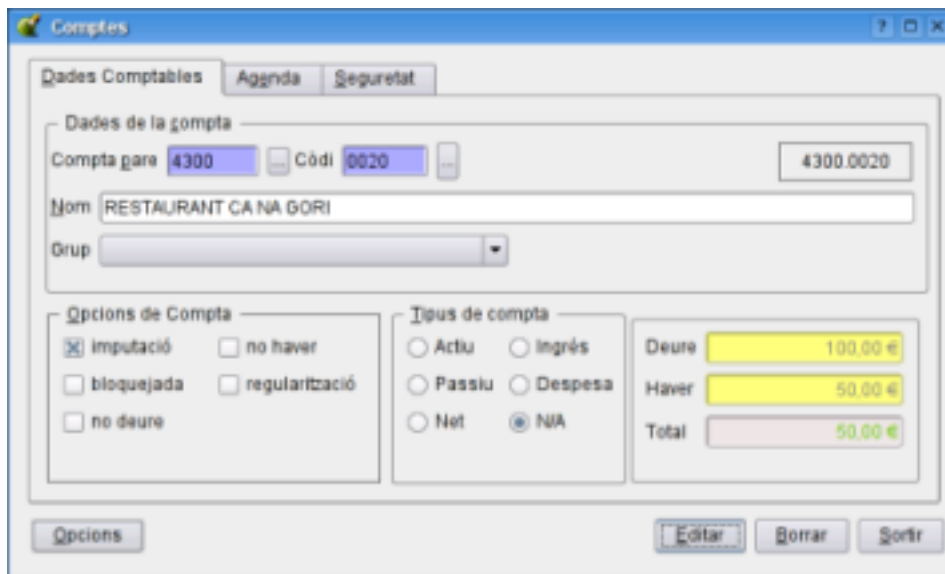 Comptes
Dades Comptables Agenda Seguretat
Dades de la compta
Compta pare 4300 ... Còdi 0020 ... 4300.0020
Nom RESTAURANT CA NA GORI
Grup
Opcions de Compta Tipus de compta
imputació no haver Actiu Ingrés Deure 100,00 €
bloquejada regularització Passiu Despesa Haver 50,00 €
no deure Net N/A Total 50,00 €
Opcions Editar Borrar Sortir